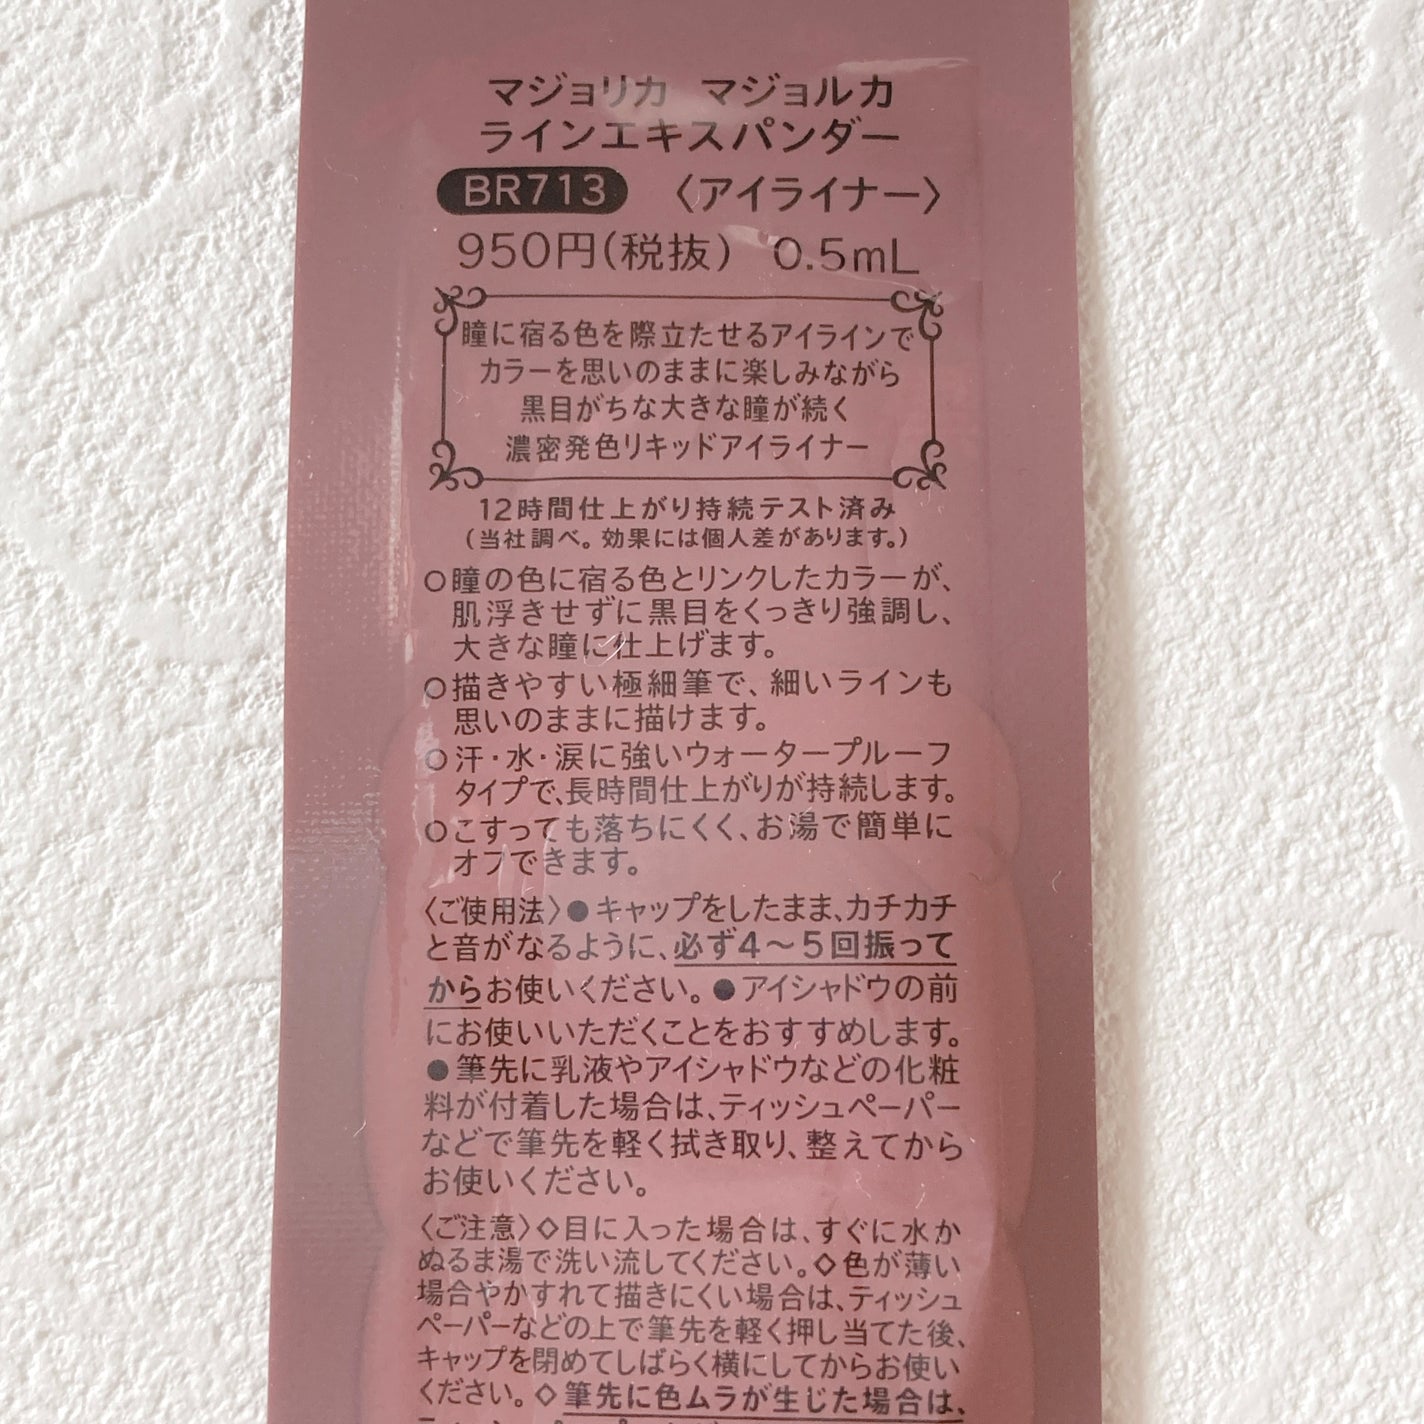 マジョリカ マジョルカ
ラインエキスパンダー
BR713 〈アイライナー〉
950円(税抜) 0.5mL
瞳に宿る色を際立たせるアイラインで
カラーを思いのままに楽しみながら
黒目がちな大きな瞳が続く
濃密発色リキッドアイライナー
12時間仕上がり持続テスト済み
(当社調べ。効果には個人差があります。)
○瞳の色に宿る色とリンクしたカラーが、
肌浮きせずに黒目をくっきり強調し、
大きな瞳に仕上げます。
○描きやすい極細筆で、細いラインも
思いのままに描けます。
○汗・水・涙に強いウォータープルーフ
タイプで、長時間仕上がりが持続します。
○こすっても落ちにくく、お湯で簡単に
オフできます。
〈ご使用法〉●キャップをしたまま、カチカチ
と音がなるように、必ず4～5回振って
からお使いください。●アイシャドウの前
にお使いいただくことをおすすめします。
●筆先に乳液やアイシャドウなどの化粧
料が付着した場合は、ティッシュペーパー
などで筆先を軽く拭き取り、整えてから
お使いください。
〈ご注意〉◇目に入った場合は、すぐに水か
ぬるま湯で洗い流してください。◇色が薄い
場合やかすれて描きにくい場合は、ティッシュ
ペーパーなどの上で筆先を軽く押し当てた後、
キャップを閉めてしばらく横にしてからお使い
ください。◇筆先に色ムラが生じた場合は、